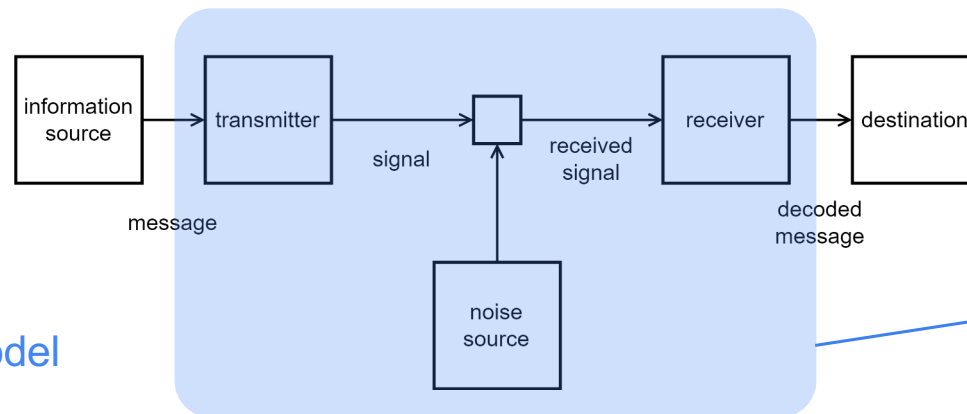 information
source
transmitter
receiver
destination
signal
received
signal
message
decoded
message
noise
source
odel